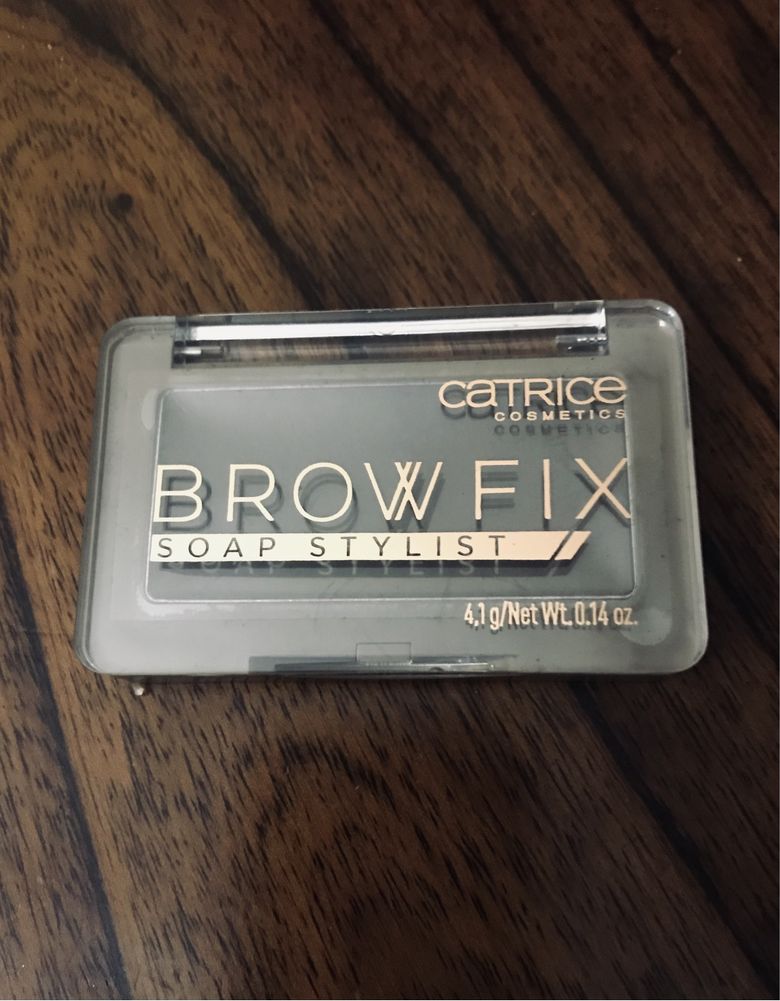 CATRICE
COSMETICS
BROW FIX
SOAP STYLIST
4,1 g/Net Wt. 0.14 oz.